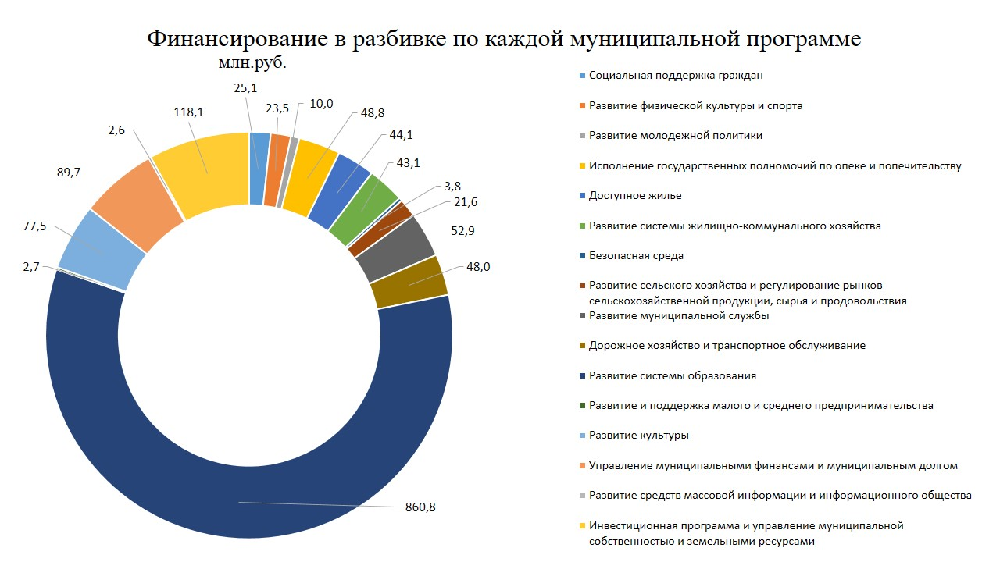 Финансирование в разбивке по каждой муниципальной программе
млн.руб.
25,1
23,5
10,0
48,8
44,1
43,1
3,8
21,6
52,9
48,0
860,8
2,7
77,5
89,7
2,6
118,1
Социальная поддержка граждан
Развитие физической культуры и спорта
Развитие молодежной политики
Исполнение государственных полномочий по опеке и попечительству
Доступное жилье
Развитие системы жилищно-коммунального хозяйства
Безопасная среда
Развитие сельского хозяйства и регулирование рынков
сельскохозяйственной продукции, сырья и продовольствия
Развитие муниципальной службы
Дорожное хозяйство и транспортное обслуживание
Развитие системы образования
Развитие и поддержка малого и среднего предпринимательства
Развитие культуры
Управление муниципальными финансами и муниципальным долгом
Развитие средств массовой информации и информационного общества
Инвестиционная программа и управление муниципальной
собственностью и земельными ресурсами